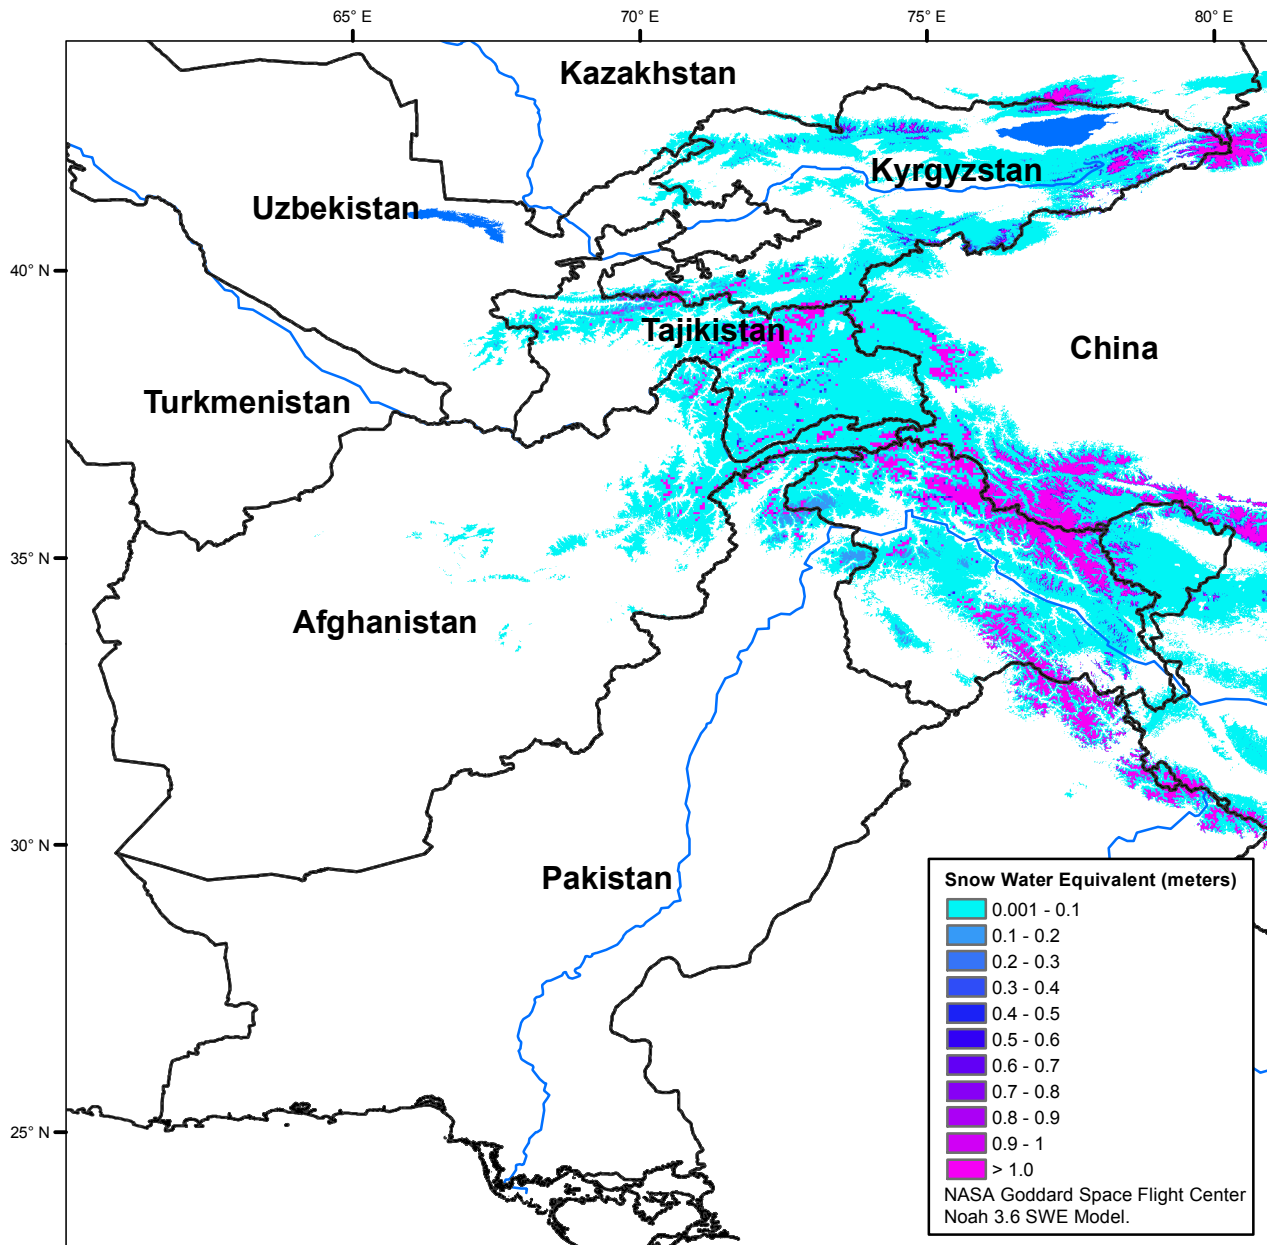 65° E
70° E
75° E
80° E
Kazakhstan
Kyrgyzstan
Uzbekistan
40° N
Tajikistan
China
Turkmenistan
35° N
Afghanistan
30° N
Pakistan
25° N
Snow Water Equivalent (meters)
0.001 - 0.1
0.1 - 0.2
0.2 - 0.3
0.3 - 0.4
0.4 - 0.5
0.5 - 0.6
0.6 - 0.7
0.7 - 0.8
0.8 - 0.9
0.9 - 1
> 1.0
NASA Goddard Space Flight Center
Noah 3.6 SWE Model.